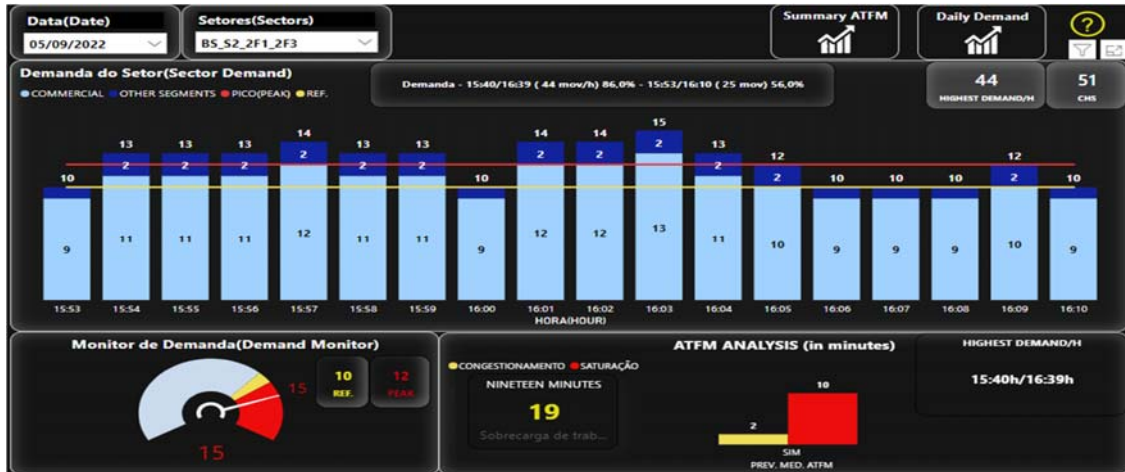 Data(Date)
05/09/2022
Setores(Sectors)
BS_S2_2F1_2F3
Summary ATFM
Daily Demand
?
Demanda do Setor(Sector Demand)
COMMERCIAL OTHER SEGMENTS PICO(PEAK) REF.
Demanda - 15:40/16:39 ( 44 mov/h) 86,0% - 15:53/16:10 ( 25 mov) 56,0%
44
HIGHEST DEMAND/H
51
CHS
10 13 13 13 14 13 13 10 14 14 15 13 12 10 10 10 12 10
2 2 2 2 2 2 2 2 2 2 2 2
9 11 11 11 12 11 11 9 12 12 13 11 10 9 9 9 10 9
15:53 15:54 15:55 15:56 15:57 15:58 15:59 16:00 16:01 16:02 16:03 16:04 16:05 16:06 16:07 16:08 16:09 16:10
HORA(HOUR)
Monitor de Demanda(Demand Monitor)
15
15
10
REF.
12
PEAK
ATFM ANALYSIS (in minutes)
CONGESTIONAMENTO SATURAÇÃO
NINETEEN MINUTES
19
Sobrecarga de trab...
2
10
SIM
PREV. MED. ATFM
HIGHEST DEMAND/H
15:40h/16:39h